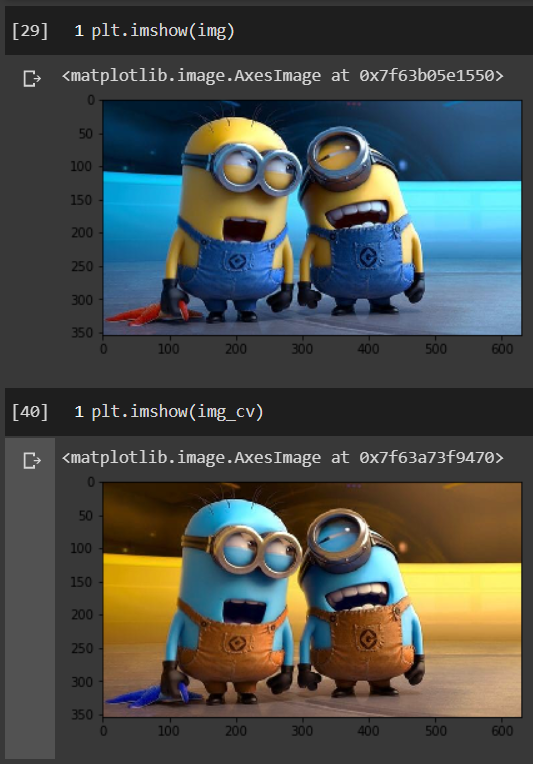 [29] 1 plt.imshow(img)
<matplotlib.image.AxesImage at 0x7f63b05e1550>
0
50
100
150
200
250
300
350
0 100 200 300 400 500 600
[40] 1 plt.imshow(img_cv)
<matplotlib.image.AxesImage at 0x7f63a73f9470>
0
50
100
150
200
250
300
350
0 100 200 300 400 500 600